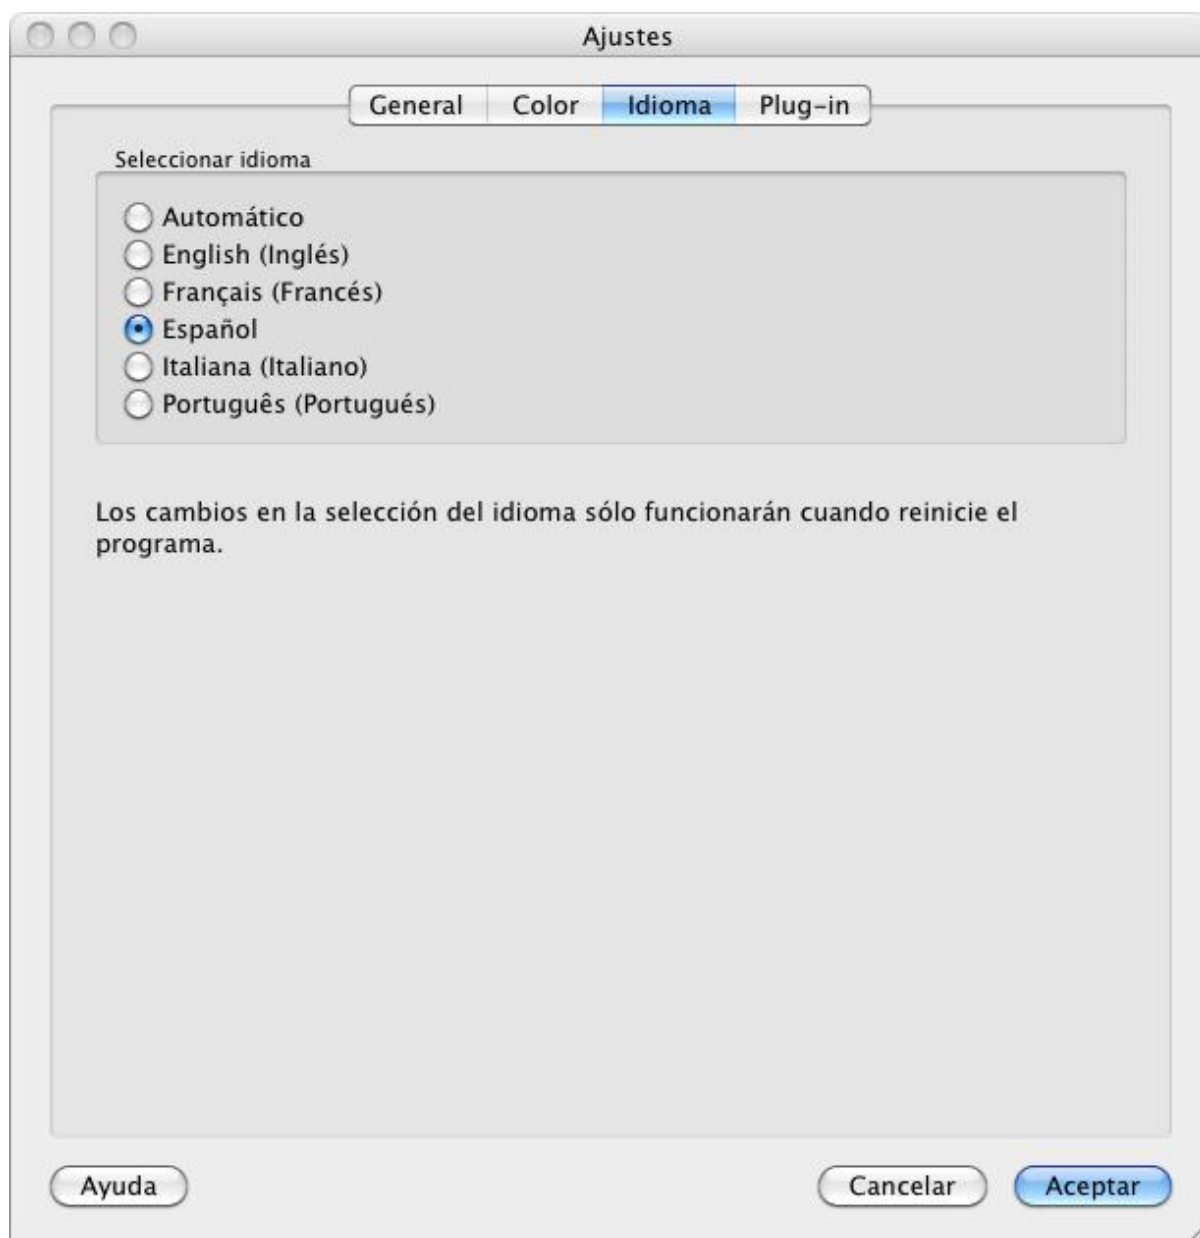 Ajustes
General Color Idioma Plug-in
Seleccionar idioma
Automático
English (Inglés)
Français (Francés)
Español
Italiana (Italiano)
Português (Portugués)
Los cambios en la selección del idioma sólo funcionarán cuando reinicie el
programa.
Ayuda Cancelar Aceptar